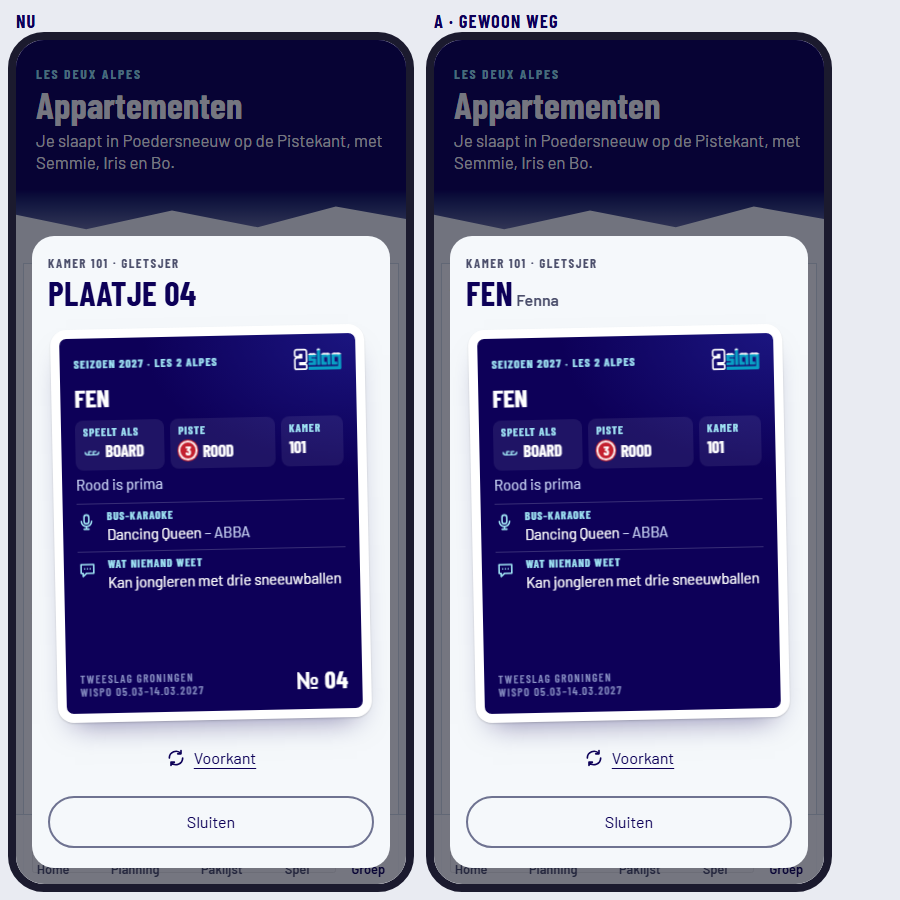 NU
LES DEUX ALPES
Appartementen
Je slaapt in Poedersneeuw op de Pistekant, met
Semmie, Iris en Bo.
KAMER 101 · GLETSJER
PLAATJE 04
SEIZOEN 2027 · LES 2 ALPES
2slag
FEN
SPEELT ALS
BOARD
PISTE
3 ROOD
KAMER
101
Rood is prima
BUS-KARAOKE
Dancing Queen – ABBA
WAT NIEMAND WEET
Kan jongleren met drie sneeuwballen
TWEESLAG GRONINGEN
WISPO 05.03–14.03.2027
№ 04
Voorkant
Sluiten
Home Planning Paklijst Spel Groep
A · GEWOON WEG
LES DEUX ALPES
Appartementen
Je slaapt in Poedersneeuw op de Pistekant, met
Semmie, Iris en Bo.
KAMER 101 · GLETSJER
FEN Fenna
SEIZOEN 2027 · LES 2 ALPES
2slag
FEN
SPEELT ALS
BOARD
PISTE
3 ROOD
KAMER
101
Rood is prima
BUS-KARAOKE
Dancing Queen – ABBA
WAT NIEMAND WEET
Kan jongleren met drie sneeuwballen
TWEESLAG GRONINGEN
WISPO 05.03–14.03.2027
Voorkant
Sluiten
Home Planning Paklijst Spel Groep